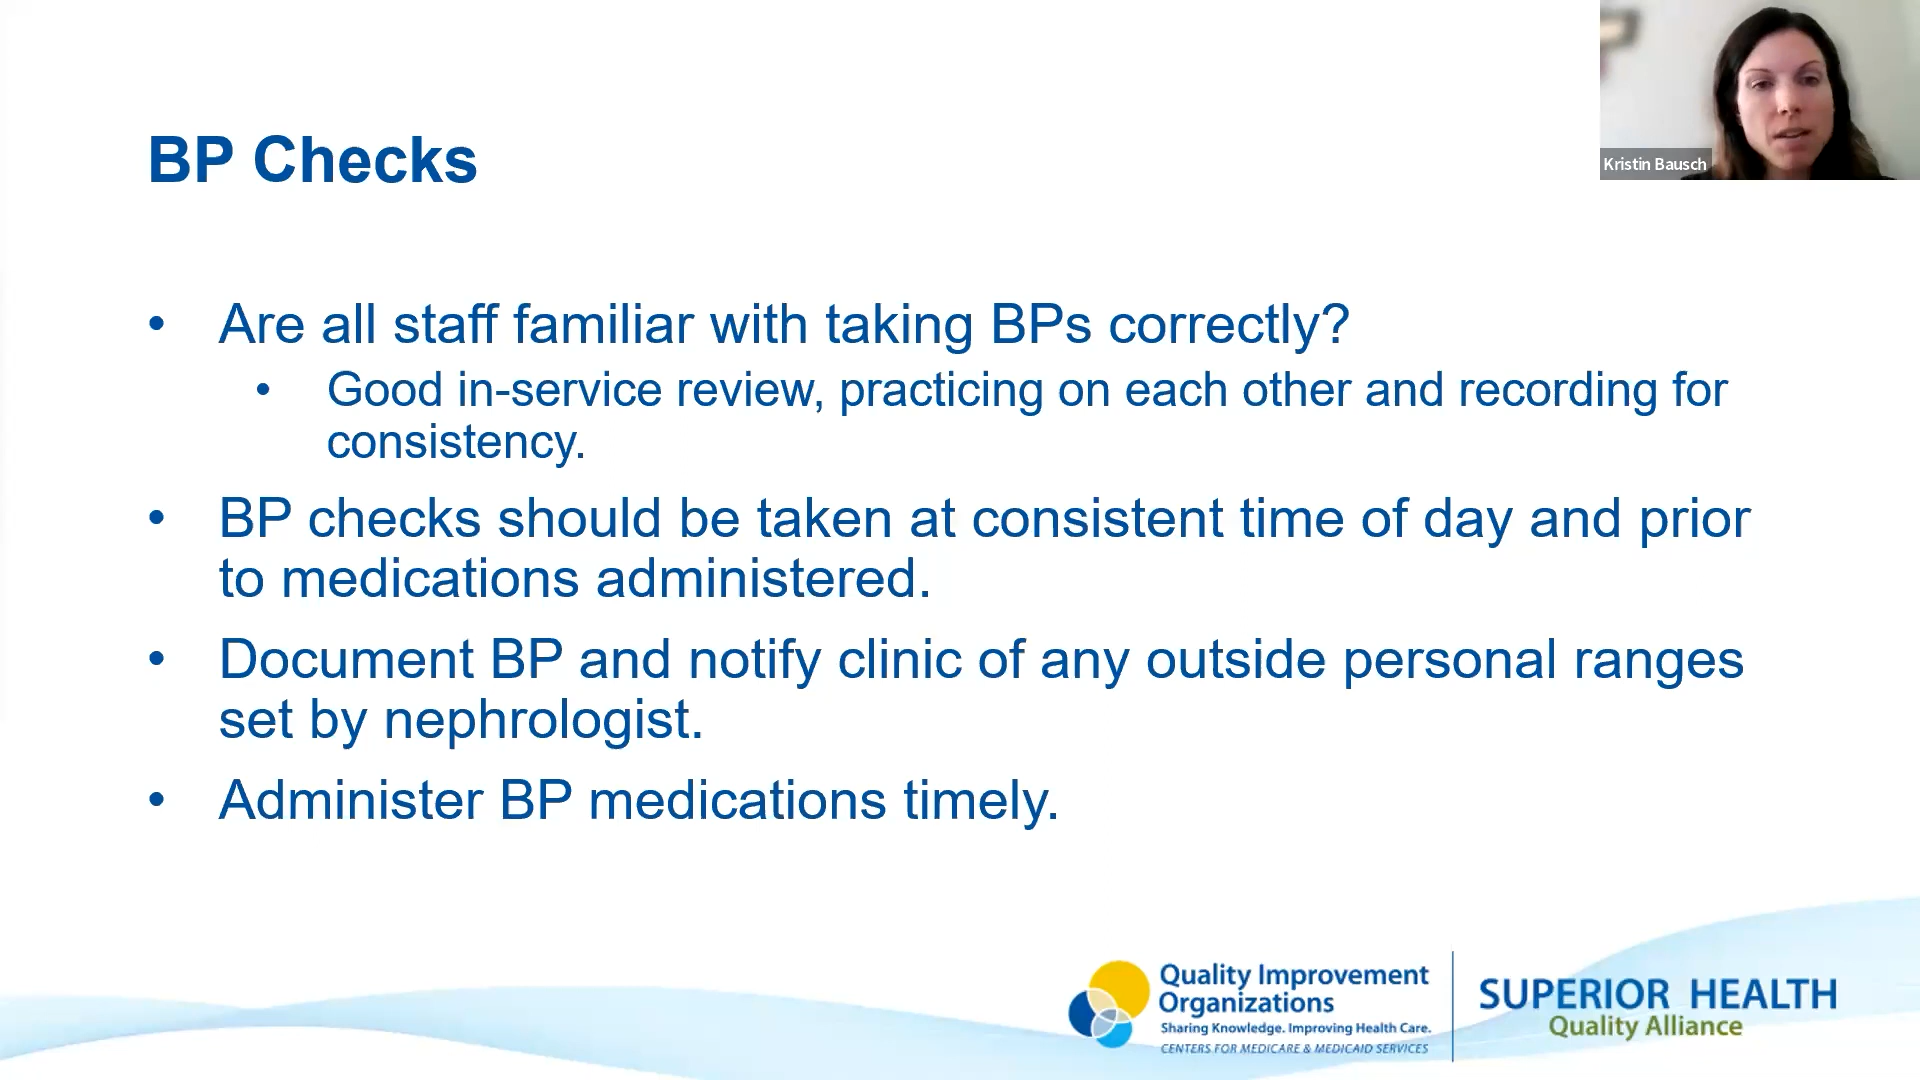 Kristin Bausch
BP Checks
• Are all staff familiar with taking BPs correctly?
• Good in-service review, practicing on each other and recording for
consistency.
• BP checks should be taken at consistent time of day and prior
to medications administered.
• Document BP and notify clinic of any outside personal ranges
set by nephrologist.
• Administer BP medications timely.
Quality Improvement
Organizations
Sharing Knowledge. Improving Health Care.
CENTERS FOR MEDICARE & MEDICAID SERVICES
SUPERIOR HEALTH
Quality Alliance